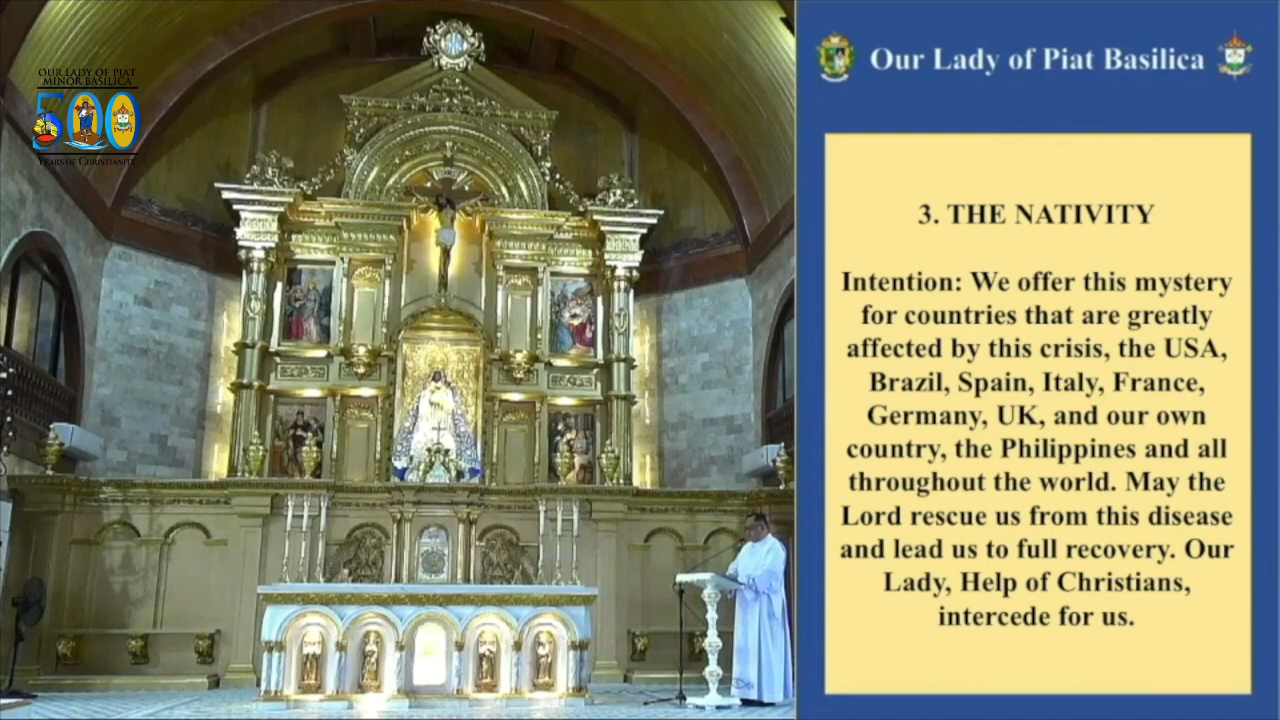 OUR LADY OF PIAT
MINOR BASILICA
500
YEARS OF CHRISTIANITY
Our Lady of Piat Basilica
3. THE NATIVITY
Intention: We offer this mystery
for countries that are greatly
affected by this crisis, the USA,
Brazil, Spain, Italy, France,
Germany, UK, and our own
country, the Philippines and all
throughout the world. May the
Lord rescue us from this disease
and lead us to full recovery. Our
Lady, Help of Christians,
intercede for us.